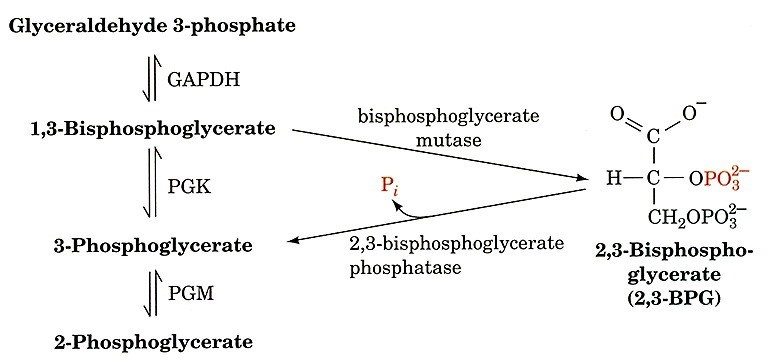 Glyceraldehyde 3-phosphate
GAPDH
1,3-Bisphosphoglycerate
bisphosphoglycerate
mutase
O
O−
C
H—C—OPO₃²⁻
CH₂OPO₃²⁻
2,3-Bisphospho-
glycerate
(2,3-BPG)
PGK
Pᵢ
3-Phosphoglycerate
2,3-bisphosphoglycerate
phosphatase
PGM
2-Phosphoglycerate